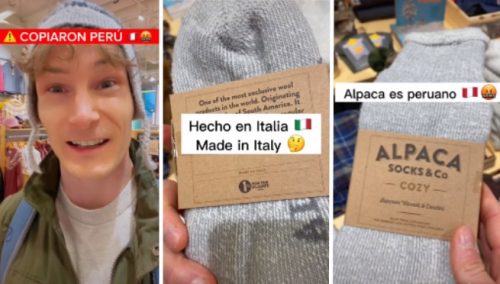 ⚠️ COPIARON PERÚ 🇵🇪 🤬
One of the most exclusive wool
products in the world. Originating
of South America. It
Hecho en Italia 🇮🇹
Made in Italy 🤔
Alpaca es peruano 🇵🇪 🤬
ALPACA
SOCKS & Co
COZY